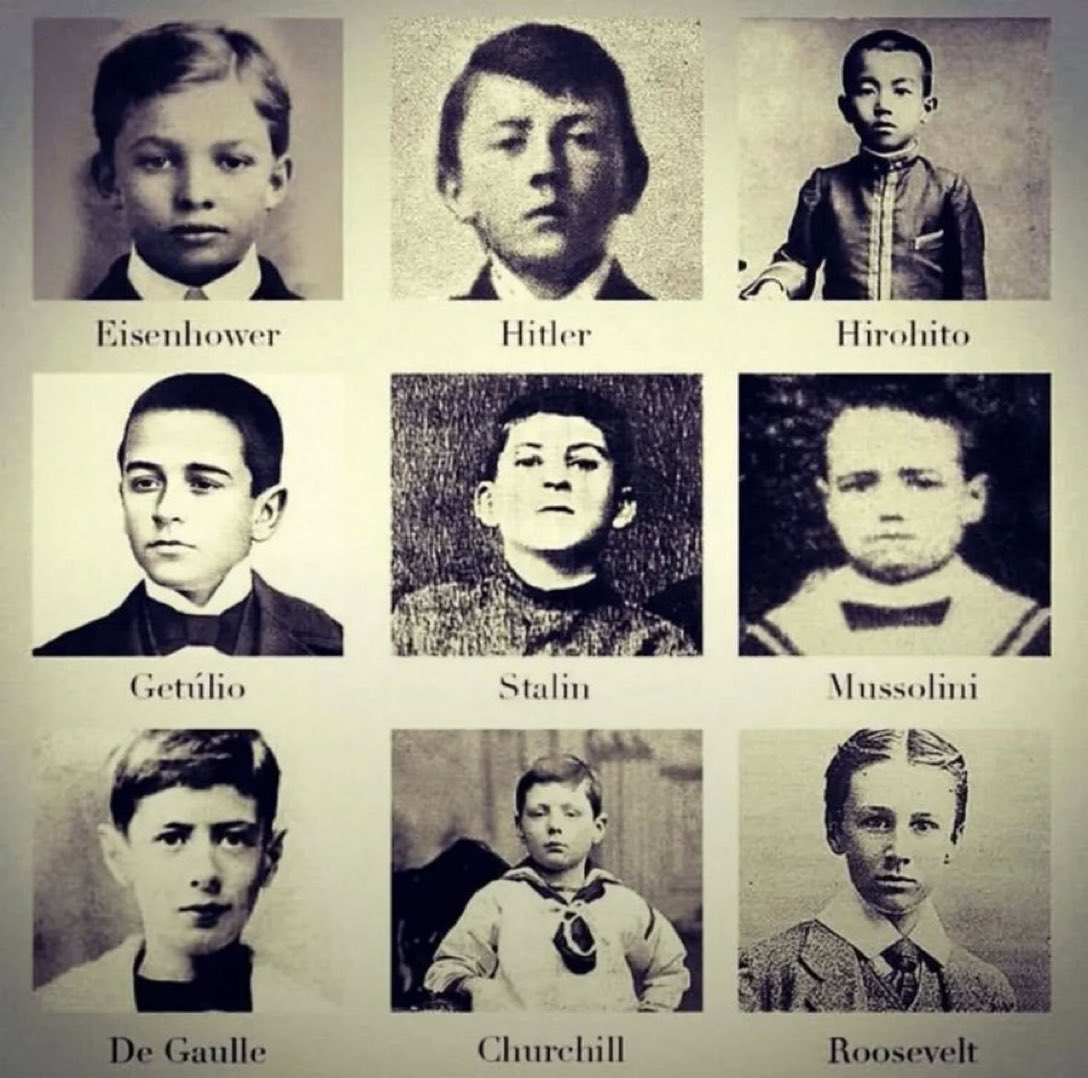 Eisenhower
Hitler
Hirohito
Getúlio
Stalin
Mussolini
De Gaulle
Churchill
Roosevelt